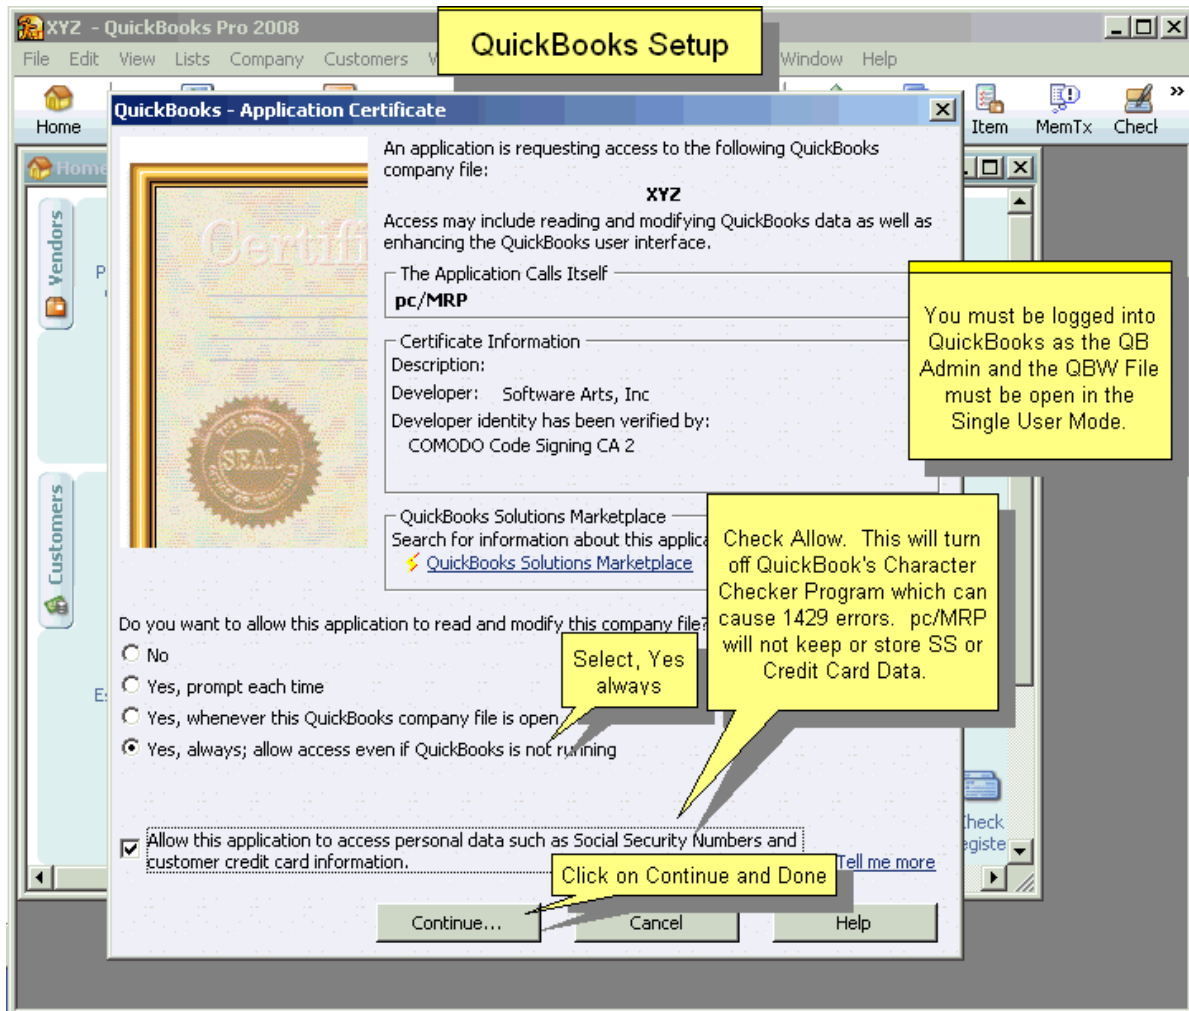 XYZ - QuickBooks Pro 2008
QuickBooks Setup
File Edit View Lists Company Customers Window Help
Home Item MemTx Check
QuickBooks - Application Certificate
Home
Vendors
Customers
An application is requesting access to the following QuickBooks
company file:
XYZ
Access may include reading and modifying QuickBooks data as well as
enhancing the QuickBooks user interface.
The Application Calls Itself
pc/MRP
Certificate Information
Description:
Developer: Software Arts, Inc
Developer identity has been verified by:
COMODO Code Signing CA 2
SEAL
You must be logged into
QuickBooks as the QB
Admin and the QBW File
must be open in the
Single User Mode.
QuickBooks Solutions Marketplace
Search for information about this
QuickBooks Solutions Marketplace
Check Allow. This will turn
off QuickBook's Character
Checker Program which can
cause 1429 errors. pc/MRP
will not keep or store SS or
Credit Card Data.
Do you want to allow this application to read and modify this company file?
No
Yes, prompt each time
Yes, whenever this QuickBooks company file is open
Yes, always; allow access even if QuickBooks is not running
Select, Yes
always
Allow this application to access personal data such as Social Security Numbers and
customer credit card information.
Tell me more
Click on Continue and Done
Continue... Cancel Help